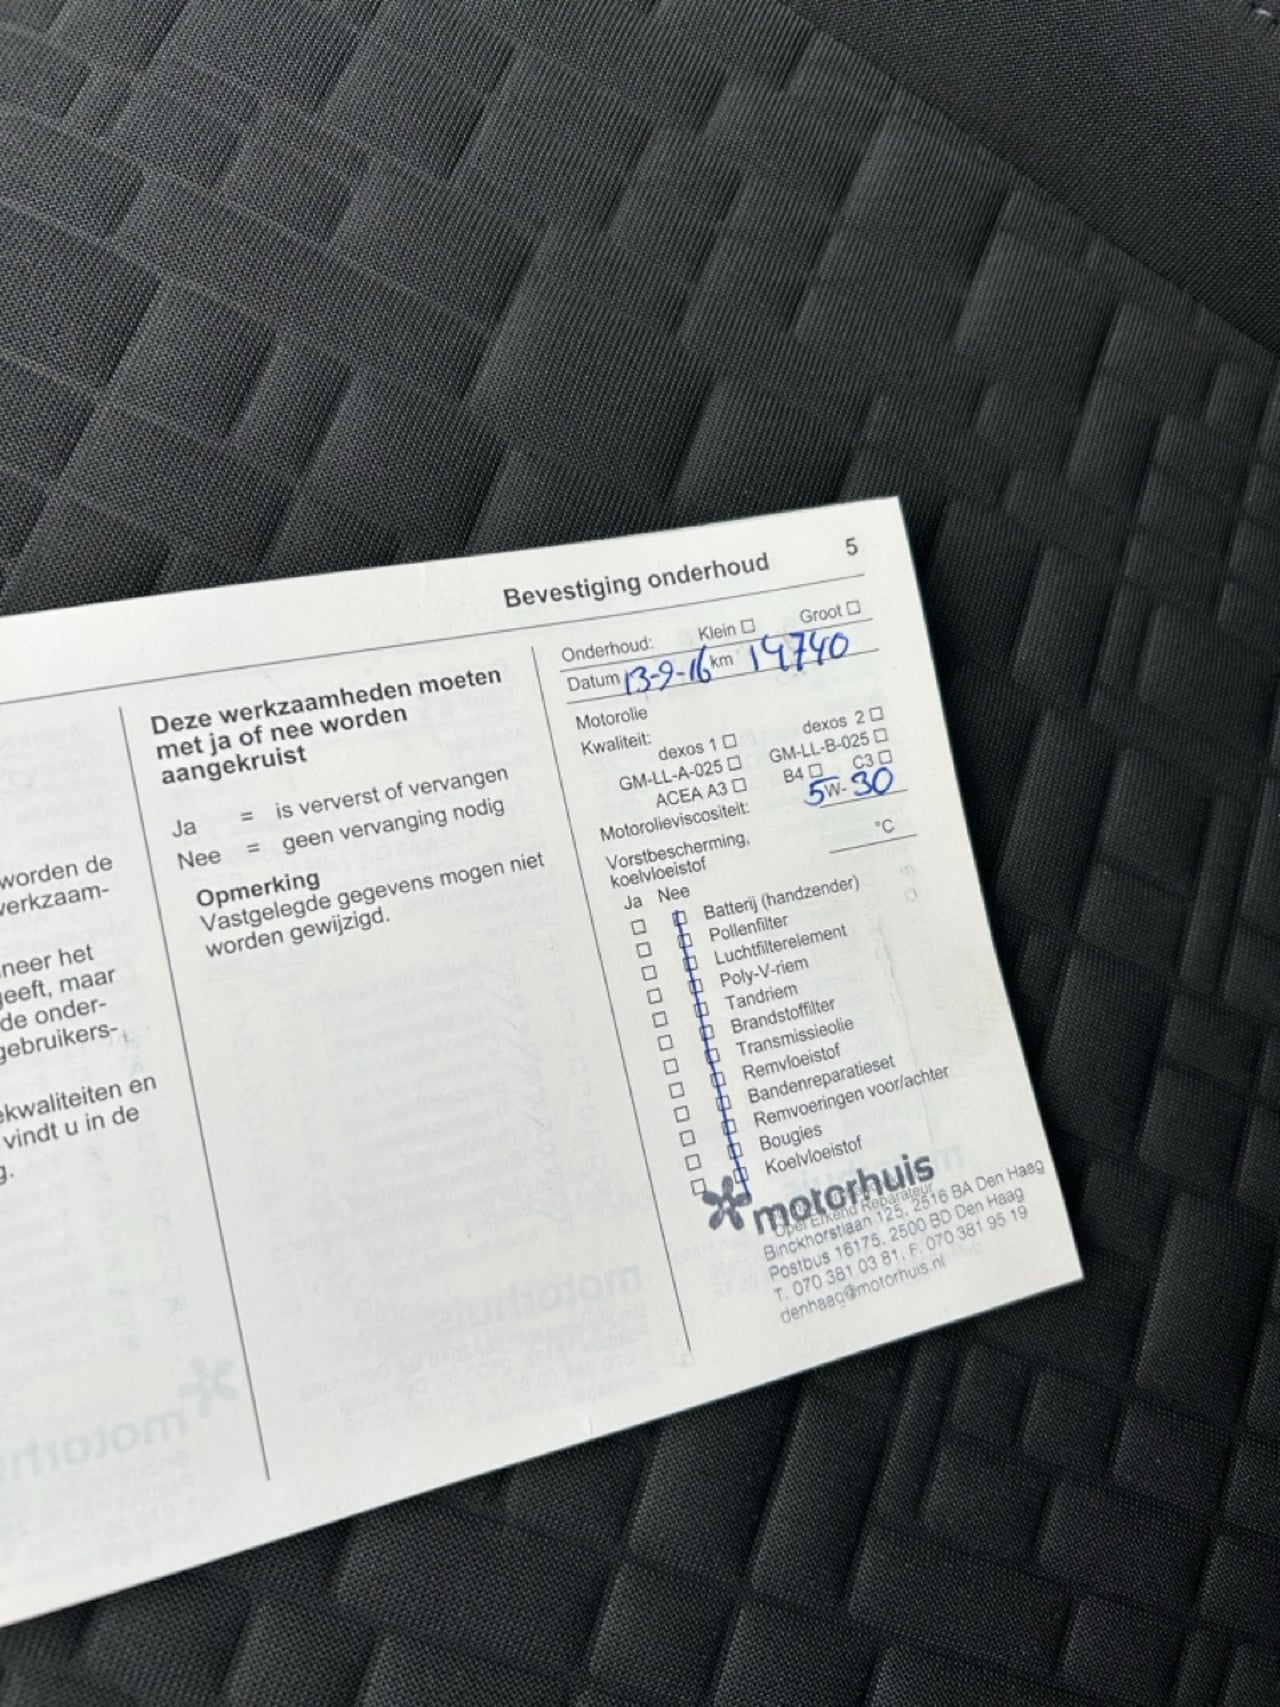 Bevestiging onderhoud 5
worden de
werkzaam-
neer het
geeft, maar
de onder-
gebruikers-
ekwaliteiten en
vindt u in de
g.
Deze werkzaamheden moeten
met ja of nee worden
aangekruist
Ja = is ververst of vervangen
Nee = geen vervanging nodig
Opmerking
Vastgelegde gegevens mogen niet
worden gewijzigd.
Onderhoud: Klein ☐ Groot ☐
Datum 13-9-16 km 14740
Motorolie
Kwaliteit:
dexos 1 ☐ dexos 2 ☐
GM-LL-A-025 ☐ GM-LL-B-025 ☐
ACEA A3 ☐ B4 ☐ C3 ☐
Motorolieviscositeit: 5W-30
Vorstbescherming,
koelvloeistof °C
Ja Nee
☐ ☐ Batterij (handzender)
☐ ☐ Pollenfilter
☐ ☐ Luchtfilterelement
☐ ☐ Poly-V-riem
☐ ☐ Tandriem
☐ ☐ Brandstoffilter
☐ ☐ Transmissieolie
☐ ☐ Remvloeistof
☐ ☐ Bandenreparatieset
☐ ☐ Remvoeringen voor/achter
☐ ☐ Bougies
☐ ☐ Koelvloeistof
motorhuis
Opel Erkend Reparateur
Binckhorstlaan 125, 2516 BA Den Haag
Postbus 16175, 2500 BD Den Haag
T. 070 381 03 81, F. 070 381 95 19
denhaag@motorhuis.nl